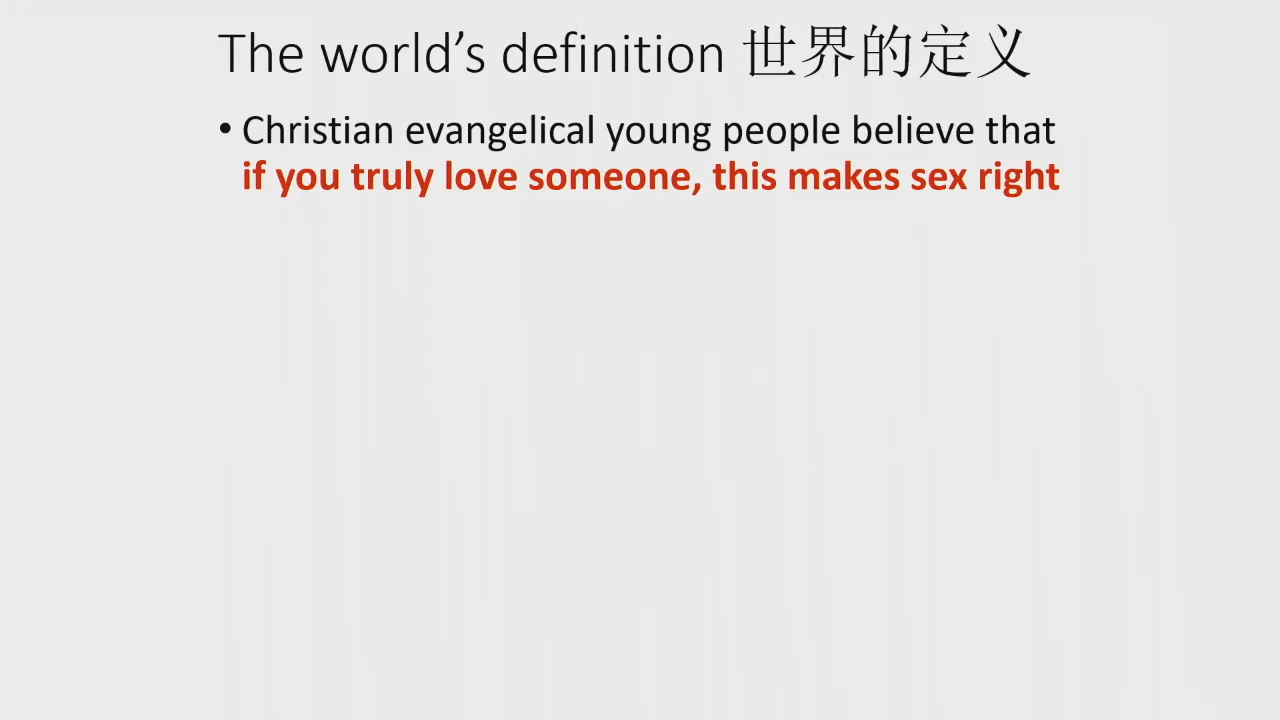 The world’s definition 世界的定义
• Christian evangelical young people believe that
if you truly love someone, this makes sex right